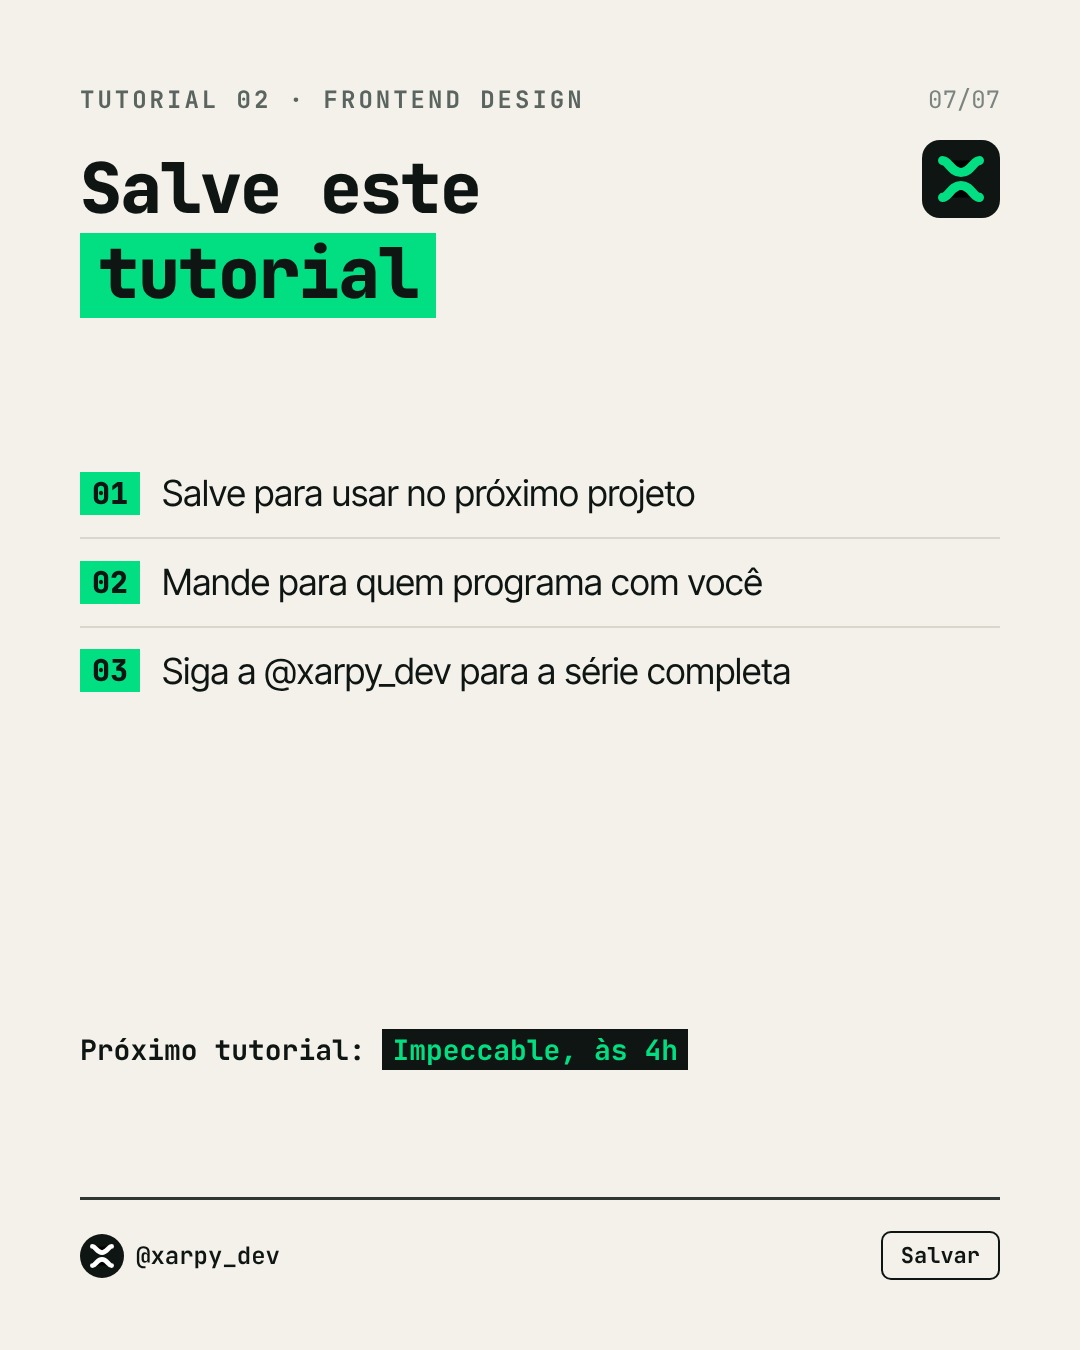 TUTORIAL 02 · FRONTEND DESIGN
07/07
Salve este
tutorial
01 Salve para usar no próximo projeto
02 Mande para quem programa com você
03 Siga a @xarpy_dev para a série completa
Próximo tutorial: Impeccable, às 4h
@xarpy_dev
Salvar